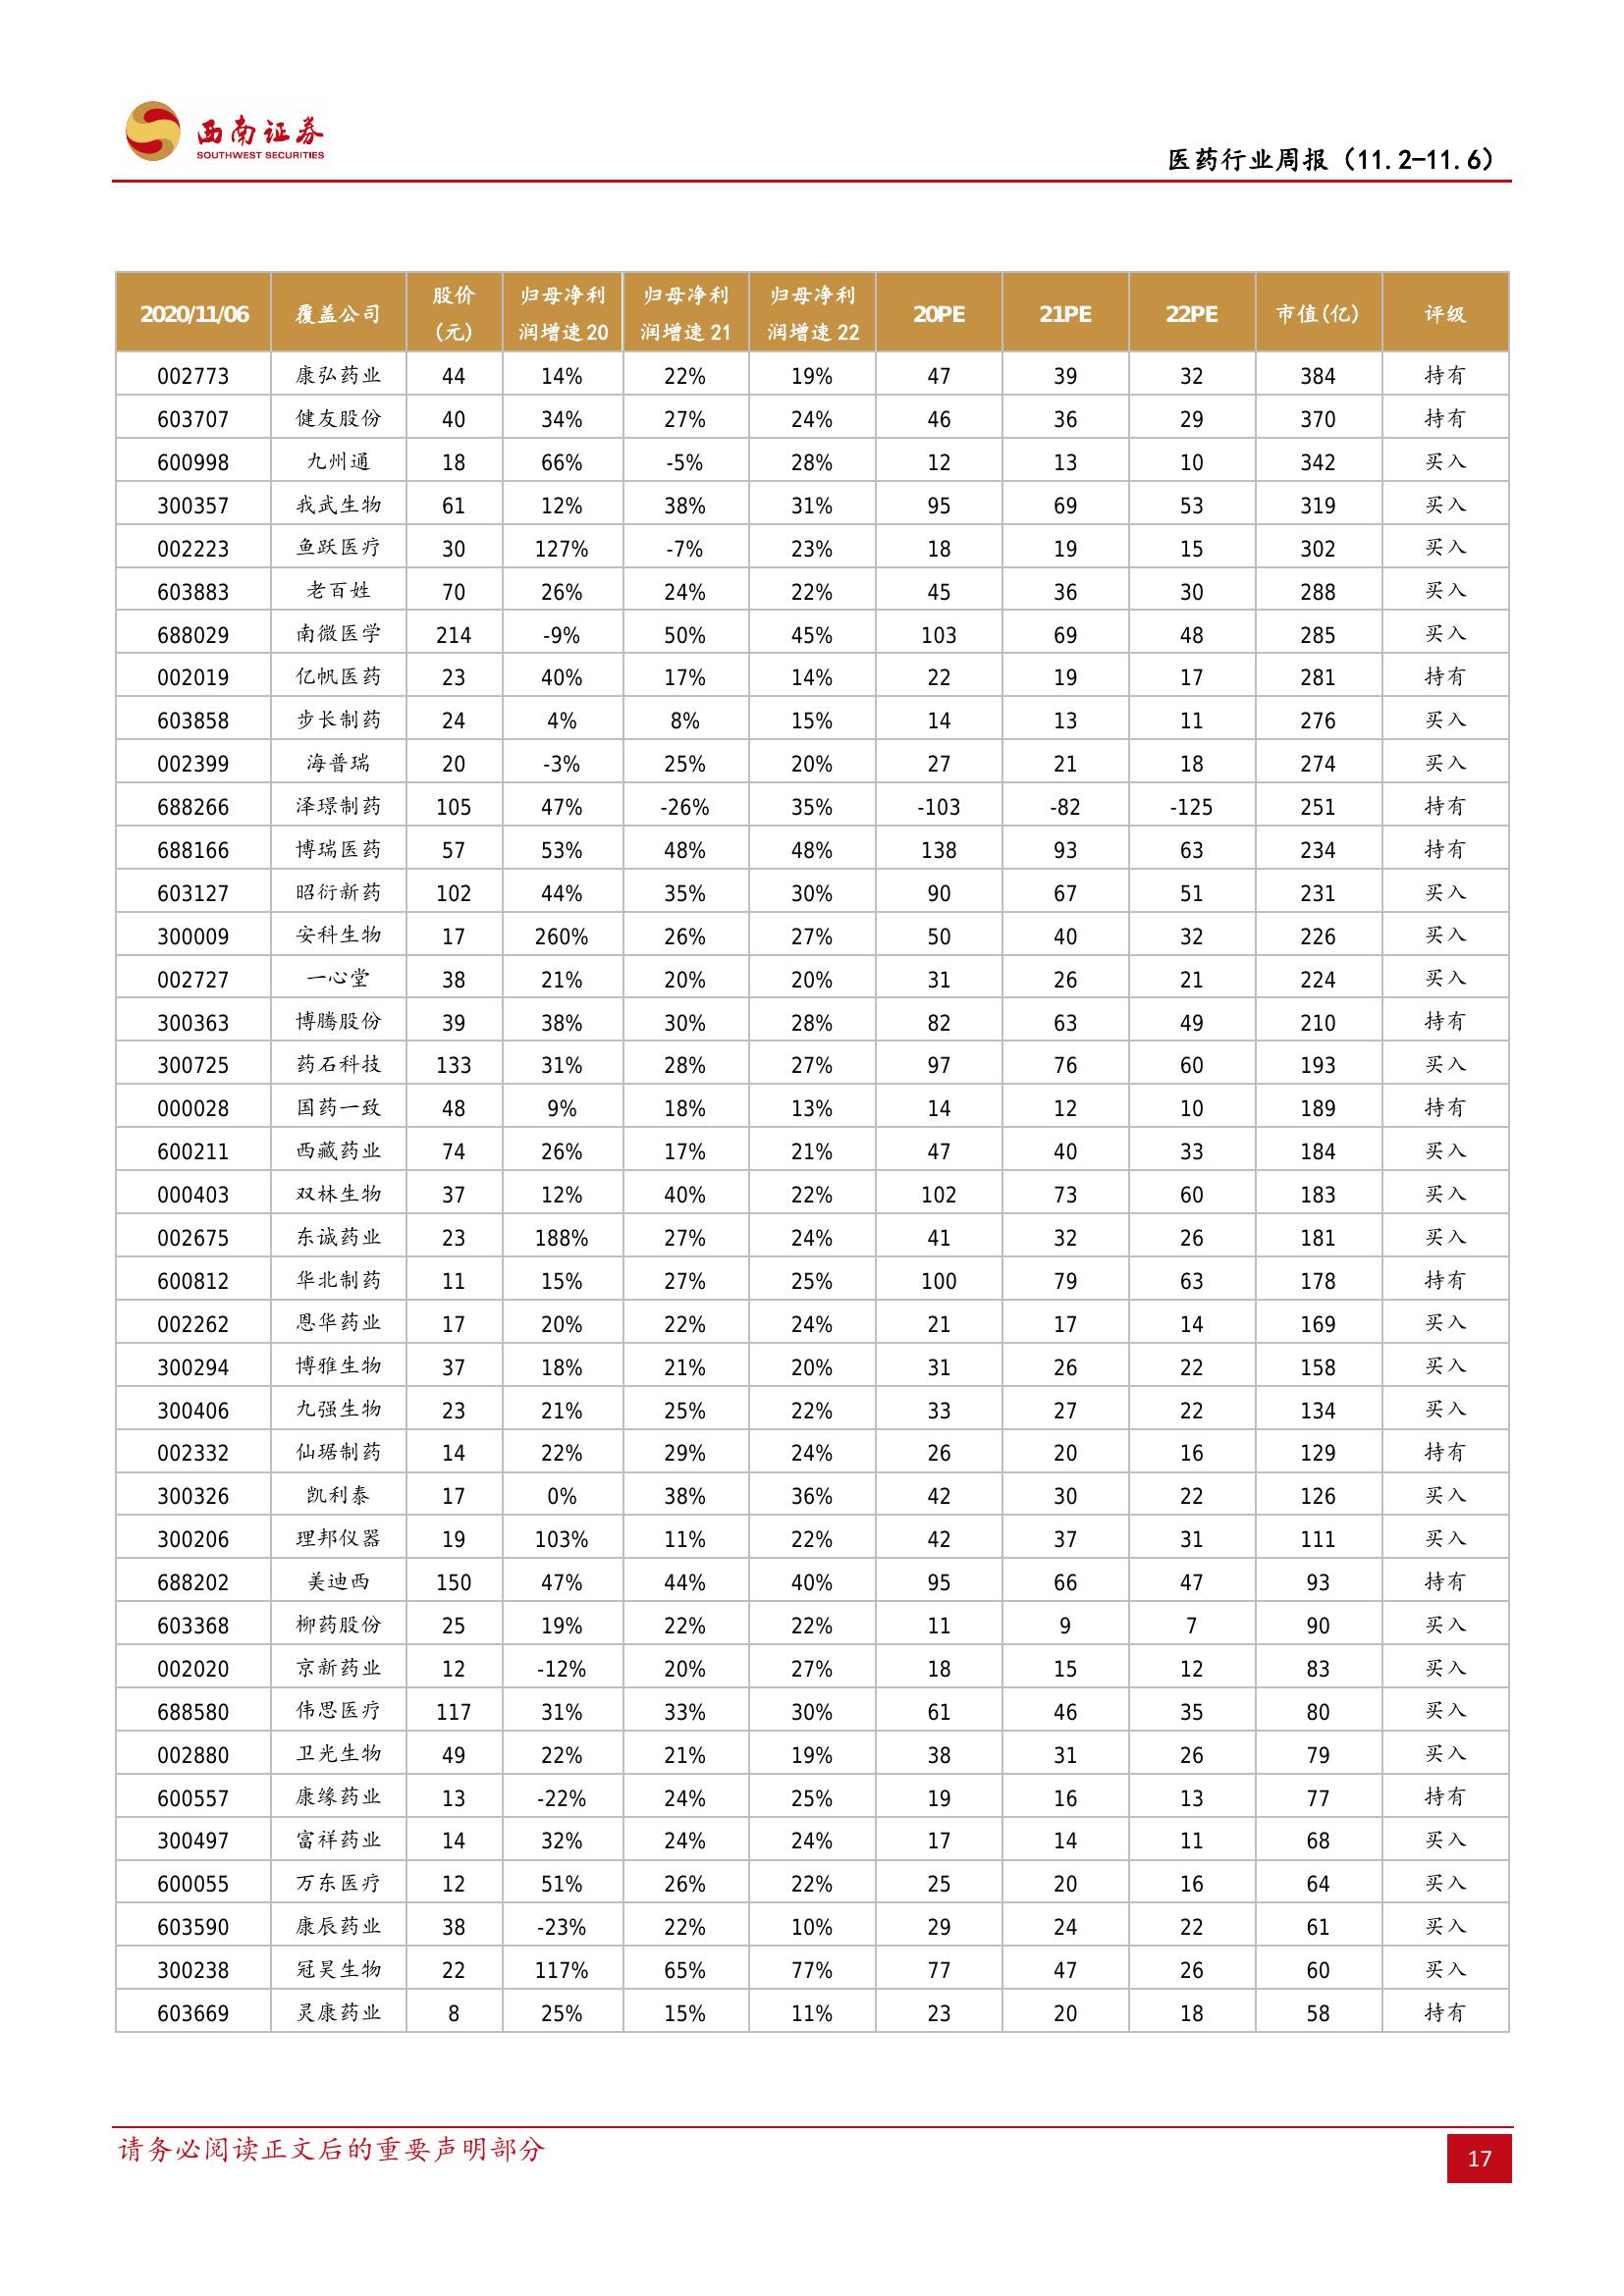 西南证券
SOUTHWEST SECURITIES
医药行业周报（11.2-11.6）
2020/11/06 覆盖公司 股价(元) 归母净利润增速20 归母净利润增速21 归母净利润增速22 20PE 21PE 22PE 市值(亿) 评级
002773 康弘药业 44 14% 22% 19% 47 39 32 384 持有
603707 健友股份 40 34% 27% 24% 46 36 29 370 持有
600998 九州通 18 66% -5% 28% 12 13 10 342 买入
300357 我武生物 61 12% 38% 31% 95 69 53 319 买入
002223 鱼跃医疗 30 127% -7% 23% 18 19 15 302 买入
603883 老百姓 70 26% 24% 22% 45 36 30 288 买入
688029 南微医学 214 -9% 50% 45% 103 69 48 285 买入
002019 亿帆医药 23 40% 17% 14% 22 19 17 281 持有
603858 步长制药 24 4% 8% 15% 14 13 11 276 买入
002399 海普瑞 20 -3% 25% 20% 27 21 18 274 买入
688266 泽璟制药 105 47% -26% 35% -103 -82 -125 251 持有
688166 博瑞医药 57 53% 48% 48% 138 93 63 234 持有
603127 昭衍新药 102 44% 35% 30% 90 67 51 231 买入
300009 安科生物 17 260% 26% 27% 50 40 32 226 买入
002727 一心堂 38 21% 20% 20% 31 26 21 224 买入
300363 博腾股份 39 38% 30% 28% 82 63 49 210 持有
300725 药石科技 133 31% 28% 27% 97 76 60 193 买入
000028 国药一致 48 9% 18% 13% 14 12 10 189 持有
600211 西藏药业 74 26% 17% 21% 47 40 33 184 买入
000403 双林生物 37 12% 40% 22% 102 73 60 183 买入
002675 东诚药业 23 188% 27% 24% 41 32 26 181 买入
600812 华北制药 11 15% 27% 25% 100 79 63 178 持有
002262 恩华药业 17 20% 22% 24% 21 17 14 169 买入
300294 博雅生物 37 18% 21% 20% 31 26 22 158 买入
300406 九强生物 23 21% 25% 22% 33 27 22 134 买入
002332 仙琚制药 14 22% 29% 24% 26 20 16 129 持有
300326 凯利泰 17 0% 38% 36% 42 30 22 126 买入
300206 理邦仪器 19 103% 11% 22% 42 37 31 111 买入
688202 美迪西 150 47% 44% 40% 95 66 47 93 持有
603368 柳药股份 25 19% 22% 22% 11 9 7 90 买入
002020 京新药业 12 -12% 20% 27% 18 15 12 83 买入
688580 伟思医疗 117 31% 33% 30% 61 46 35 80 买入
002880 卫光生物 49 22% 21% 19% 38 31 26 79 买入
600557 康缘药业 13 -22% 24% 25% 19 16 13 77 持有
300497 富祥药业 14 32% 24% 24% 17 14 11 68 买入
600055 万东医疗 12 51% 26% 22% 25 20 16 64 买入
603590 康辰药业 38 -23% 22% 10% 29 24 22 61 买入
300238 冠昊生物 22 117% 65% 77% 77 47 26 60 买入
603669 灵康药业 8 25% 15% 11% 23 20 18 58 持有
请务必阅读正文后的重要声明部分
17